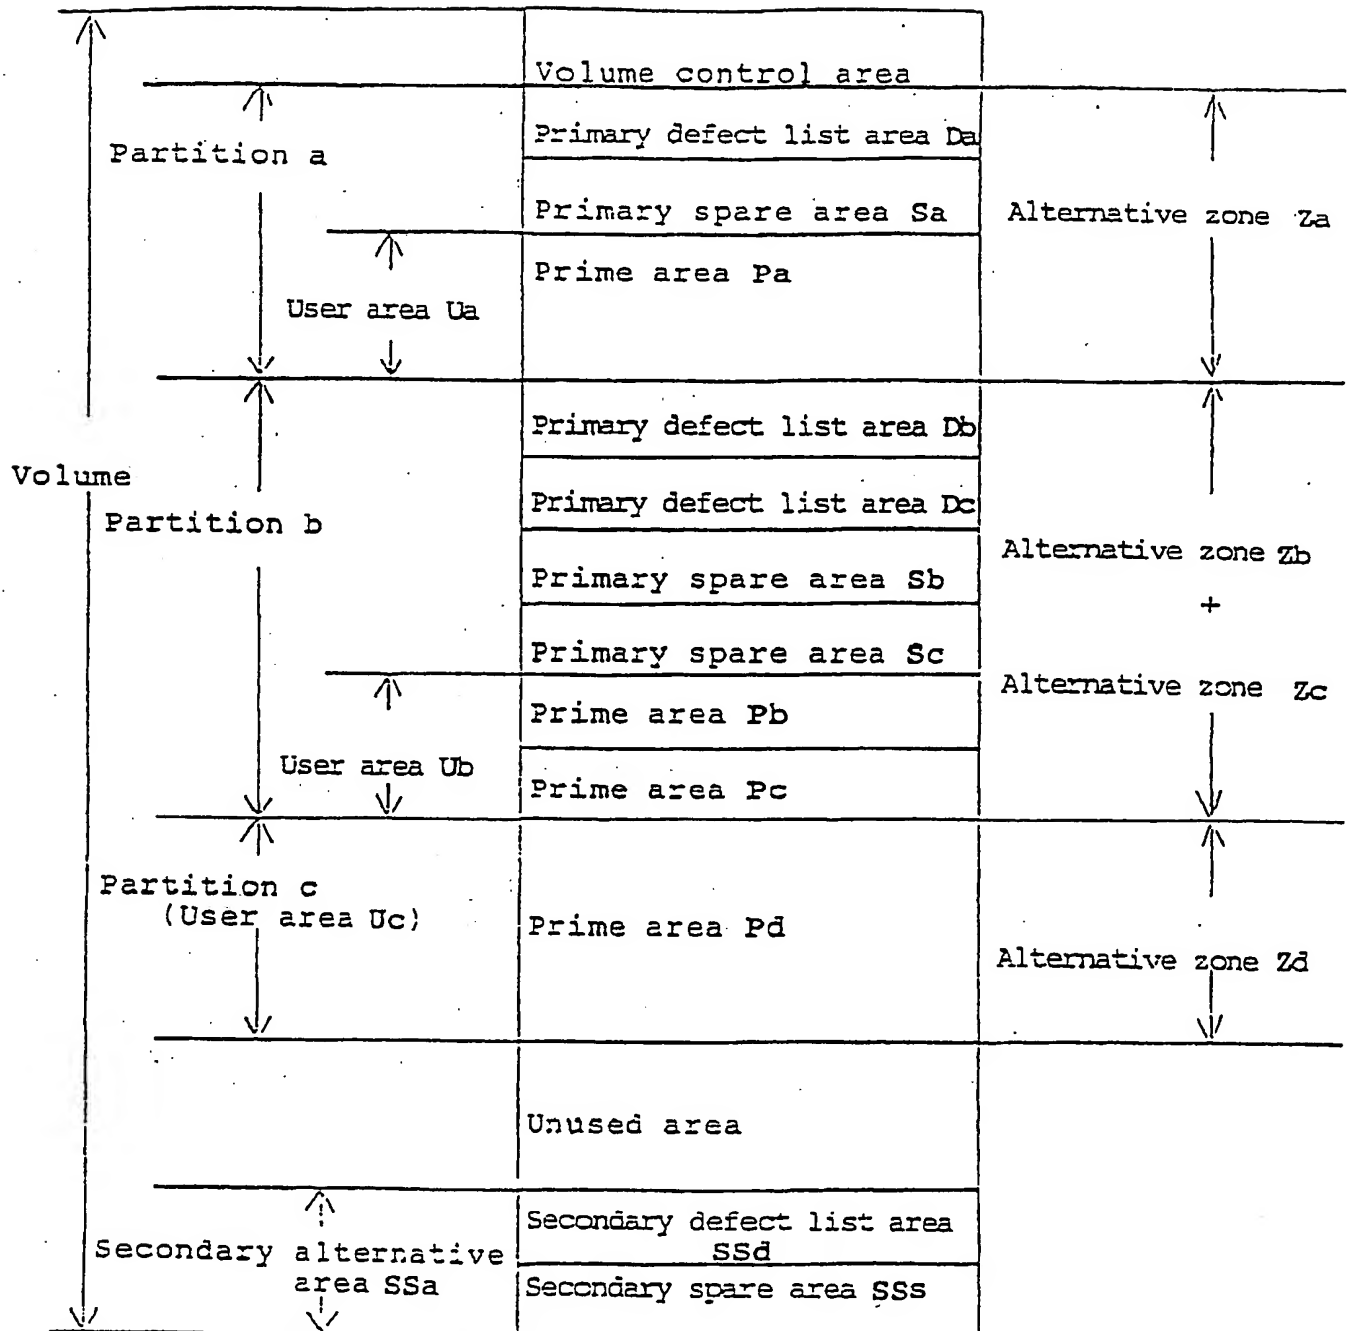 Volume control area
Primary defect list area Da
Partition a
Primary spare area Sa
Alternative zone Za
Prime area Pa
User area Ua
Primary defect list area Db
Volume
Primary defect list area Dc
Partition b
Alternative zone Zb
Primary spare area Sb
+
Primary spare area Sc
Alternative zone Zc
Prime area Pb
User area Ub
Prime area Pc
Partition c
(User area Uc)
Prime area Pd
Alternative zone Zd
Unused area
Secondary defect list area
SSd
Secondary alternative
area SSa
Secondary spare area SSs